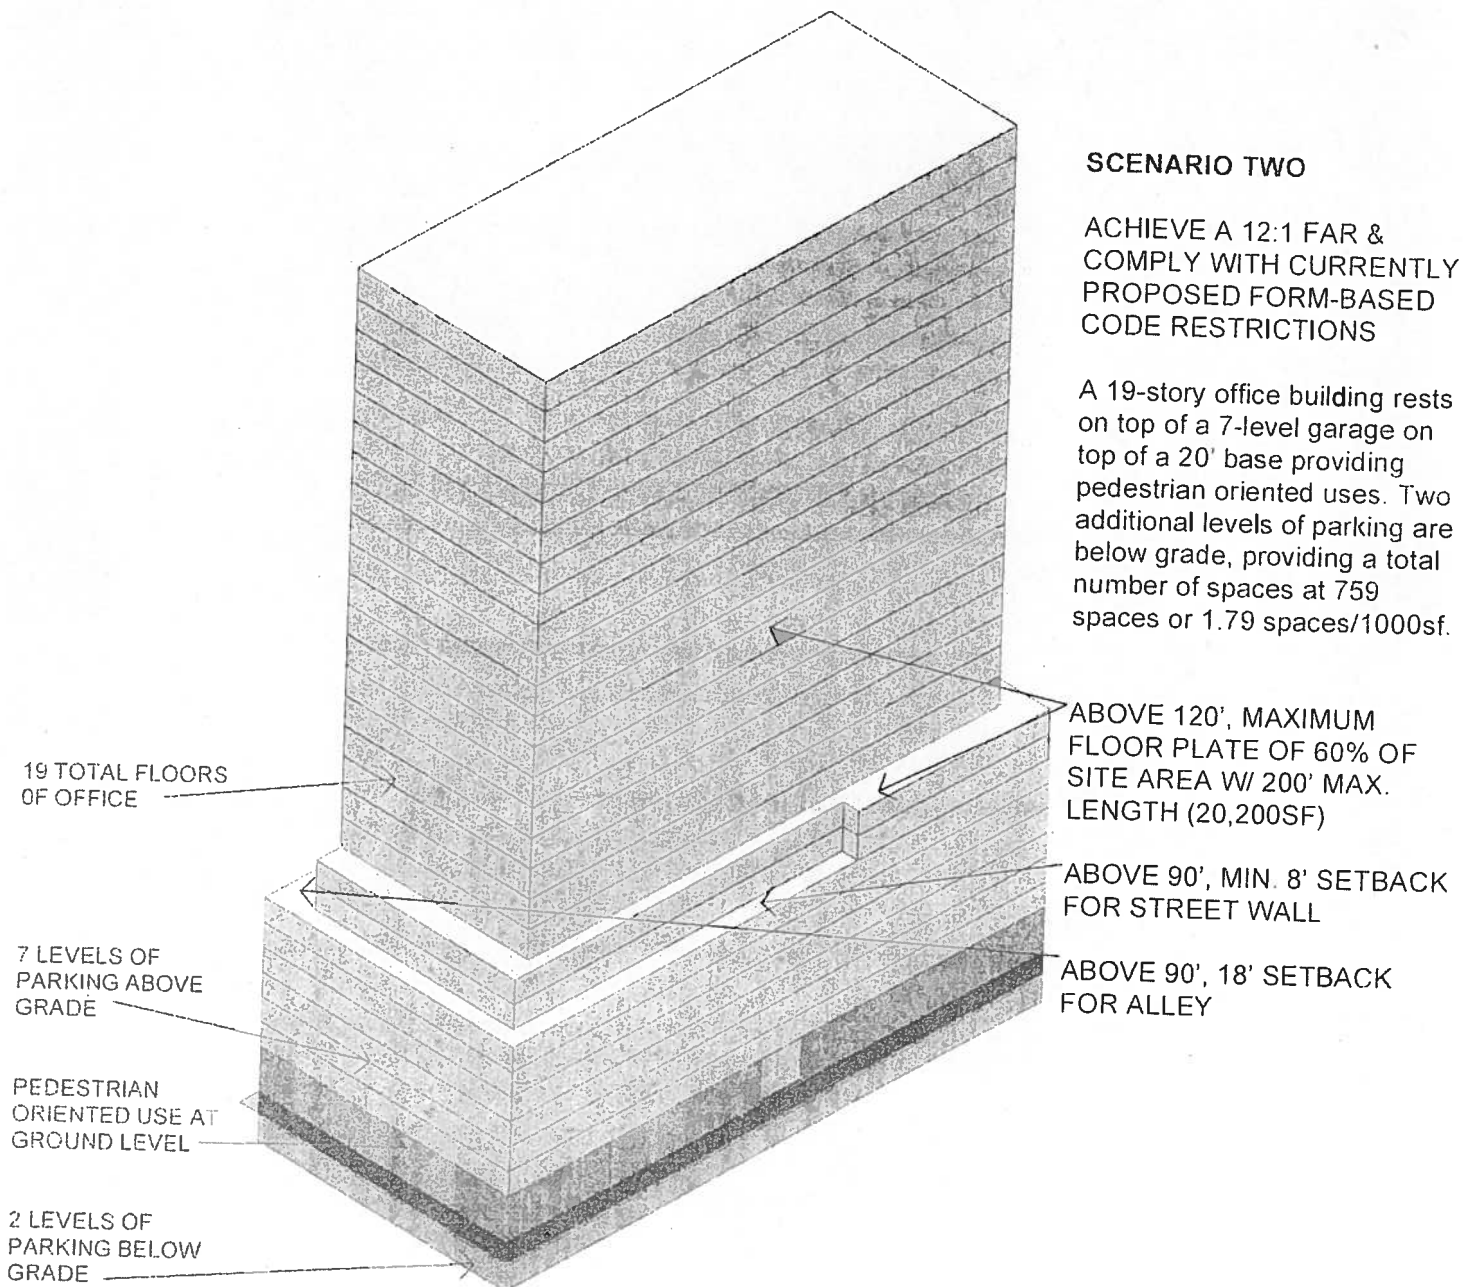 SCENARIO TWO
ACHIEVE A 12:1 FAR &
COMPLY WITH CURRENTLY
PROPOSED FORM-BASED
CODE RESTRICTIONS
A 19-story office building rests
on top of a 7-level garage on
top of a 20' base providing
pedestrian oriented uses. Two
additional levels of parking are
below grade, providing a total
number of spaces at 759
spaces or 1.79 spaces/1000sf.
ABOVE 120', MAXIMUM
FLOOR PLATE OF 60% OF
SITE AREA W/ 200' MAX.
LENGTH (20,200SF)
ABOVE 90', MIN. 8' SETBACK
FOR STREET WALL
ABOVE 90', 18' SETBACK
FOR ALLEY
19 TOTAL FLOORS
OF OFFICE
7 LEVELS OF
PARKING ABOVE
GRADE
PEDESTRIAN
ORIENTED USE AT
GROUND LEVEL
2 LEVELS OF
PARKING BELOW
GRADE